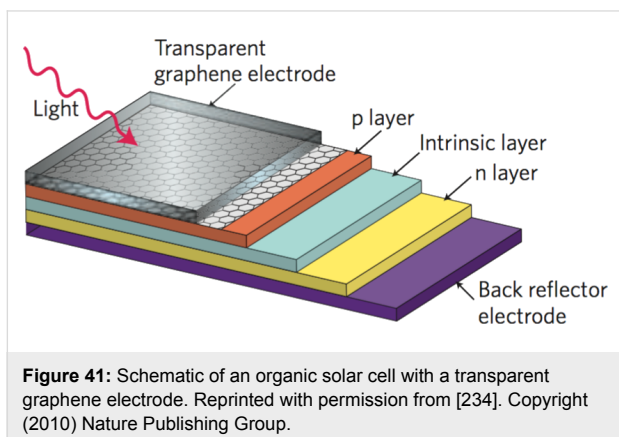 Transparent
graphene electrode
Light
p layer
Intrinsic layer
n layer
Back reflector
electrode
Figure 41: Schematic of an organic solar cell with a transparent
graphene electrode. Reprinted with permission from [234]. Copyright
(2010) Nature Publishing Group.